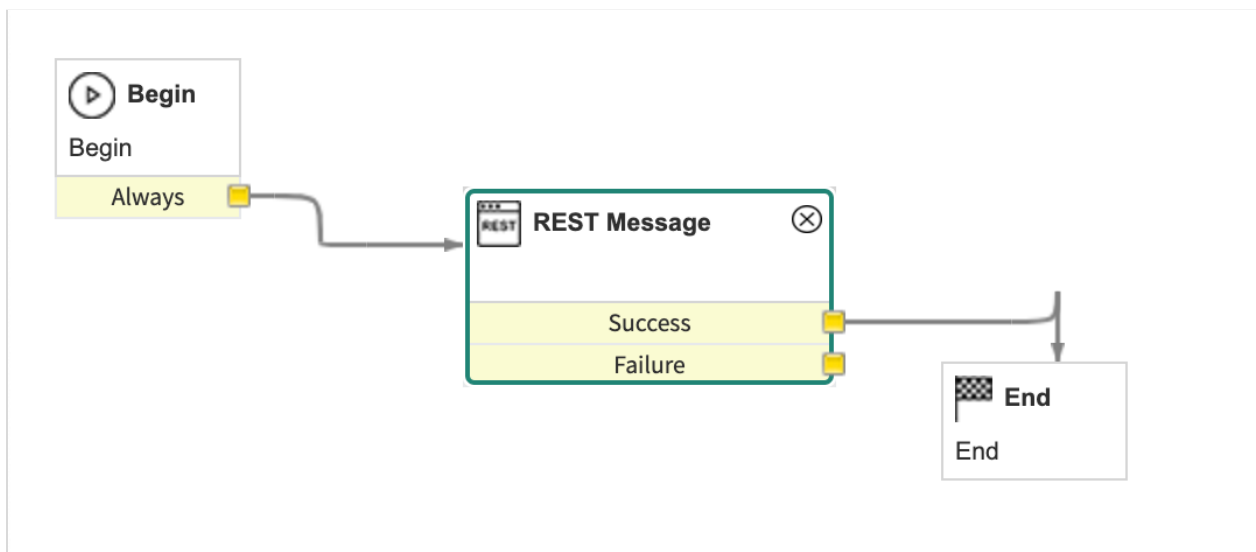 Begin
Begin
Always
REST
REST Message
Success
Failure
End
End